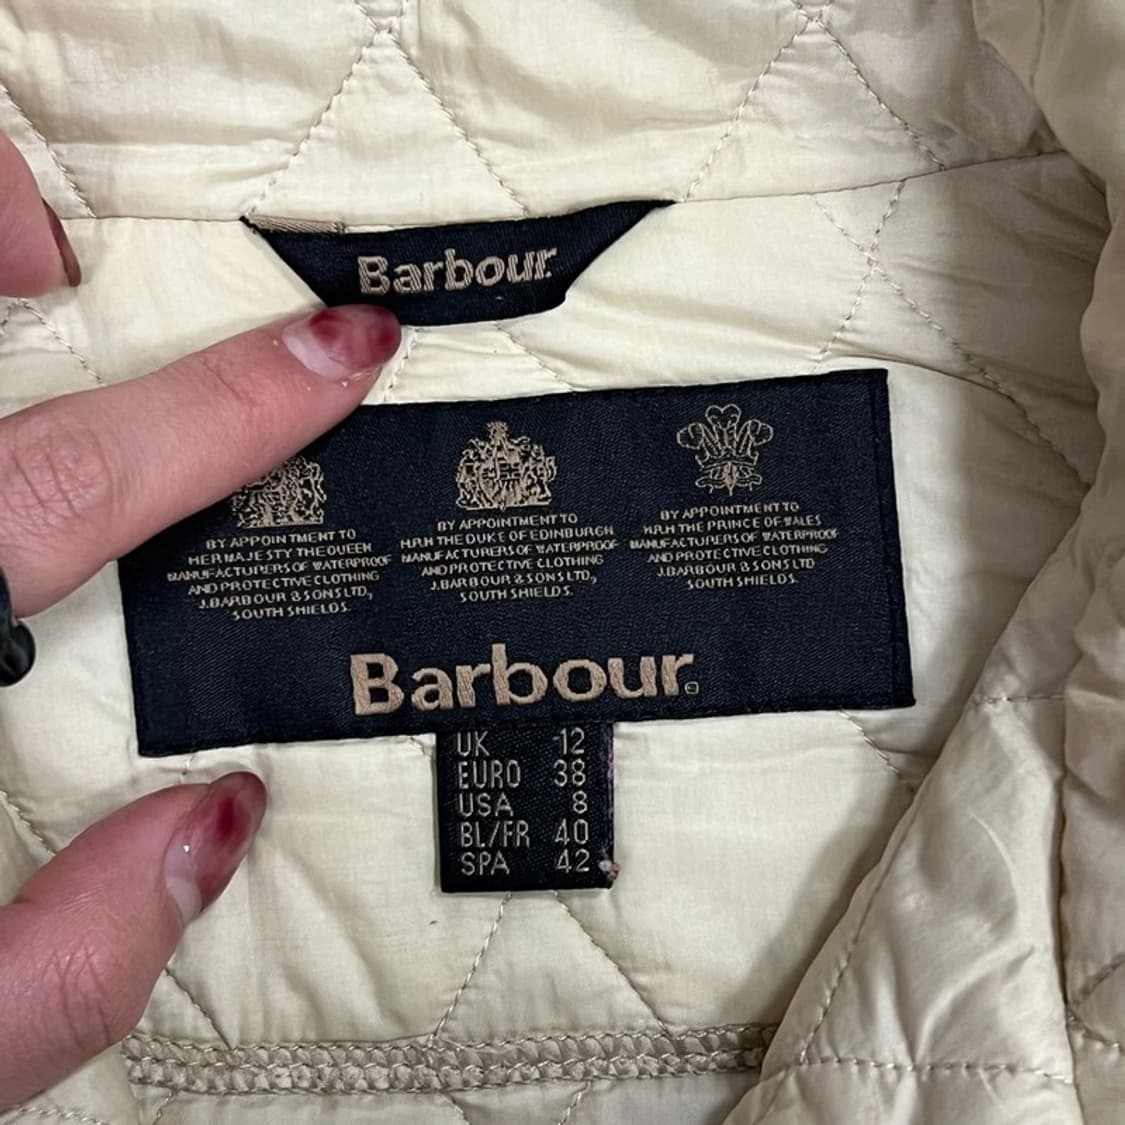 Barbour
BY APPOINTMENT TO
HER MAJESTY THE QUEEN
MANUFACTURERS OF WATERPROOF
AND PROTECTIVE CLOTHING
J.BARBOUR & SONS LTD.,
SOUTH SHIELDS.
BY APPOINTMENT TO
H.R.H THE DUKE OF EDINBURGH
MANUFACTURERS OF WATERPROOF
AND PROTECTIVE CLOTHING
J.BARBOUR & SONS LTD.,
SOUTH SHIELDS.
BY APPOINTMENT TO
H.R.H THE PRINCE OF WALES
MANUFACTURERS OF WATERPROOF
AND PROTECTIVE CLOTHING
J.BARBOUR & SONS LTD
SOUTH SHIELDS.
Barbour®
UK 12
EURO 38
USA 8
BL/FR 40
SPA 42